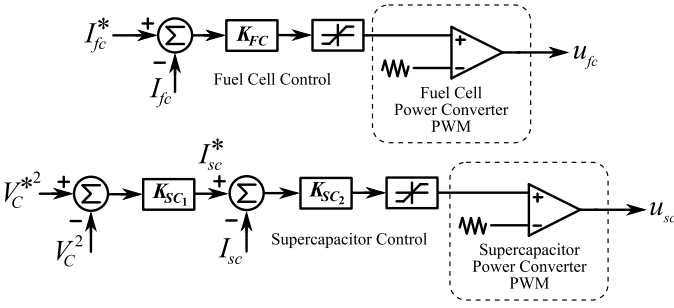 I*fc + Σ − Ifc KFC + − ufc
Fuel Cell Control
Fuel Cell
Power Converter
PWM
V*2C + Σ − V2C KSC1 I*sc + Σ − Isc KSC2 + − usc
Supercapacitor Control
Supercapacitor
Power Converter
PWM